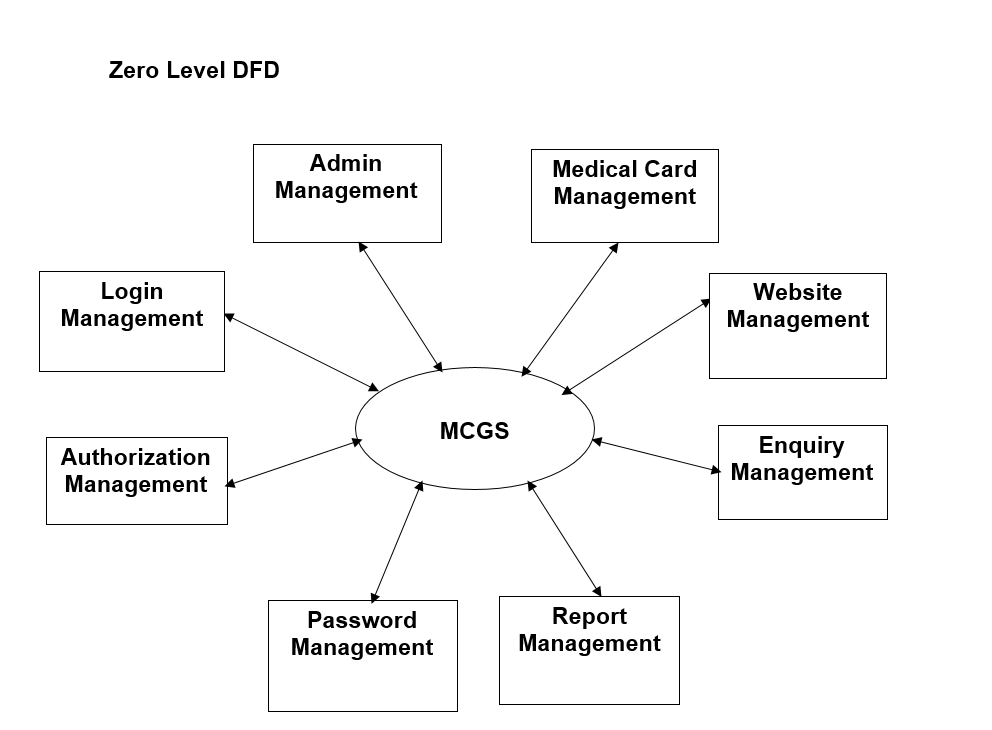 Zero Level DFD
Admin
Management
Medical Card
Management
Login
Management
Website
Management
MCGS
Authorization
Management
Enquiry
Management
Password
Management
Report
Management